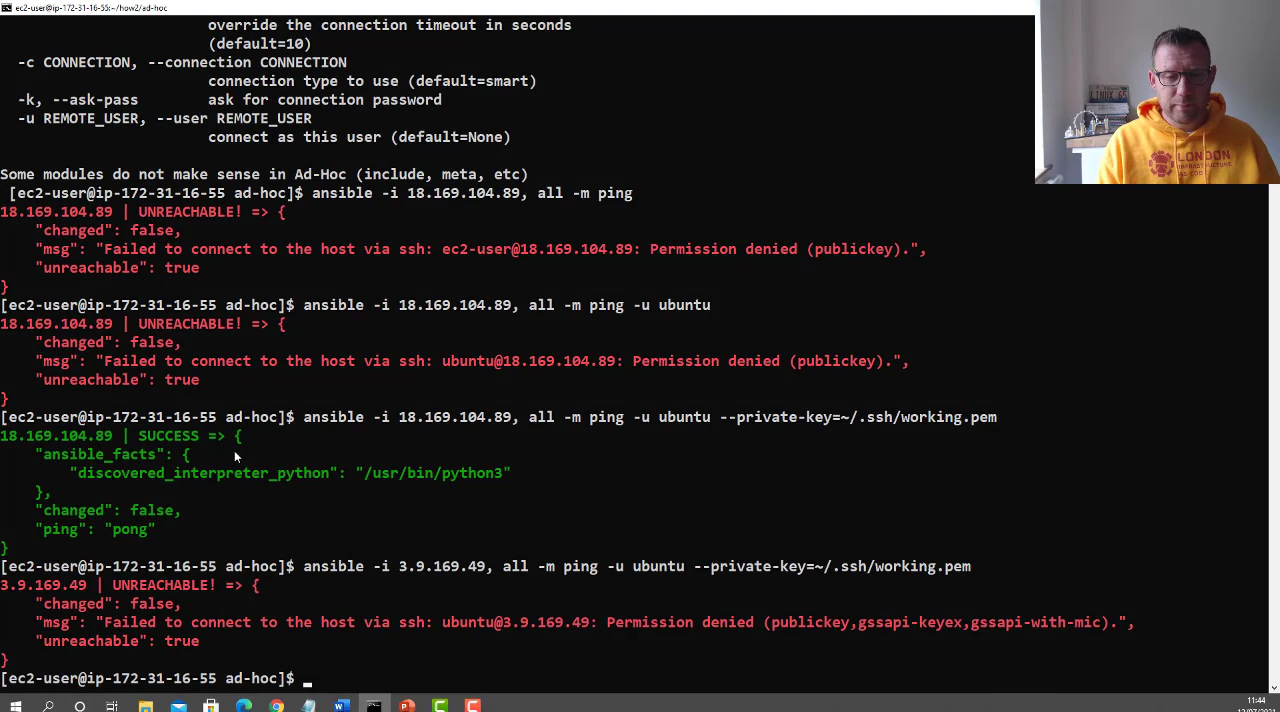 ec2-user@ip-172-31-16-55:~/how2/ad-hoc
override the connection timeout in seconds
(default=10)
-c CONNECTION, --connection CONNECTION
connection type to use (default=smart)
-k, --ask-pass        ask for connection password
-u REMOTE_USER, --user REMOTE_USER
connect as this user (default=None)
Some modules do not make sense in Ad-Hoc (include, meta, etc)
[ec2-user@ip-172-31-16-55 ad-hoc]$ ansible -i 18.169.104.89, all -m ping
18.169.104.89 | UNREACHABLE! => {
"changed": false,
"msg": "Failed to connect to the host via ssh: ec2-user@18.169.104.89: Permission denied (publickey).",
"unreachable": true
}
[ec2-user@ip-172-31-16-55 ad-hoc]$ ansible -i 18.169.104.89, all -m ping -u ubuntu
18.169.104.89 | UNREACHABLE! => {
"changed": false,
"msg": "Failed to connect to the host via ssh: ubuntu@18.169.104.89: Permission denied (publickey).",
"unreachable": true
}
[ec2-user@ip-172-31-16-55 ad-hoc]$ ansible -i 18.169.104.89, all -m ping -u ubuntu --private-key=~/.ssh/working.pem
18.169.104.89 | SUCCESS => {
"ansible_facts": {
"discovered_interpreter_python": "/usr/bin/python3"
},
"changed": false,
"ping": "pong"
}
[ec2-user@ip-172-31-16-55 ad-hoc]$ ansible -i 3.9.169.49, all -m ping -u ubuntu --private-key=~/.ssh/working.pem
3.9.169.49 | UNREACHABLE! => {
"changed": false,
"msg": "Failed to connect to the host via ssh: ubuntu@3.9.169.49: Permission denied (publickey,gssapi-keyex,gssapi-with-mic).",
"unreachable": true
}
[ec2-user@ip-172-31-16-55 ad-hoc]$
LINUX
LONDON
11:44